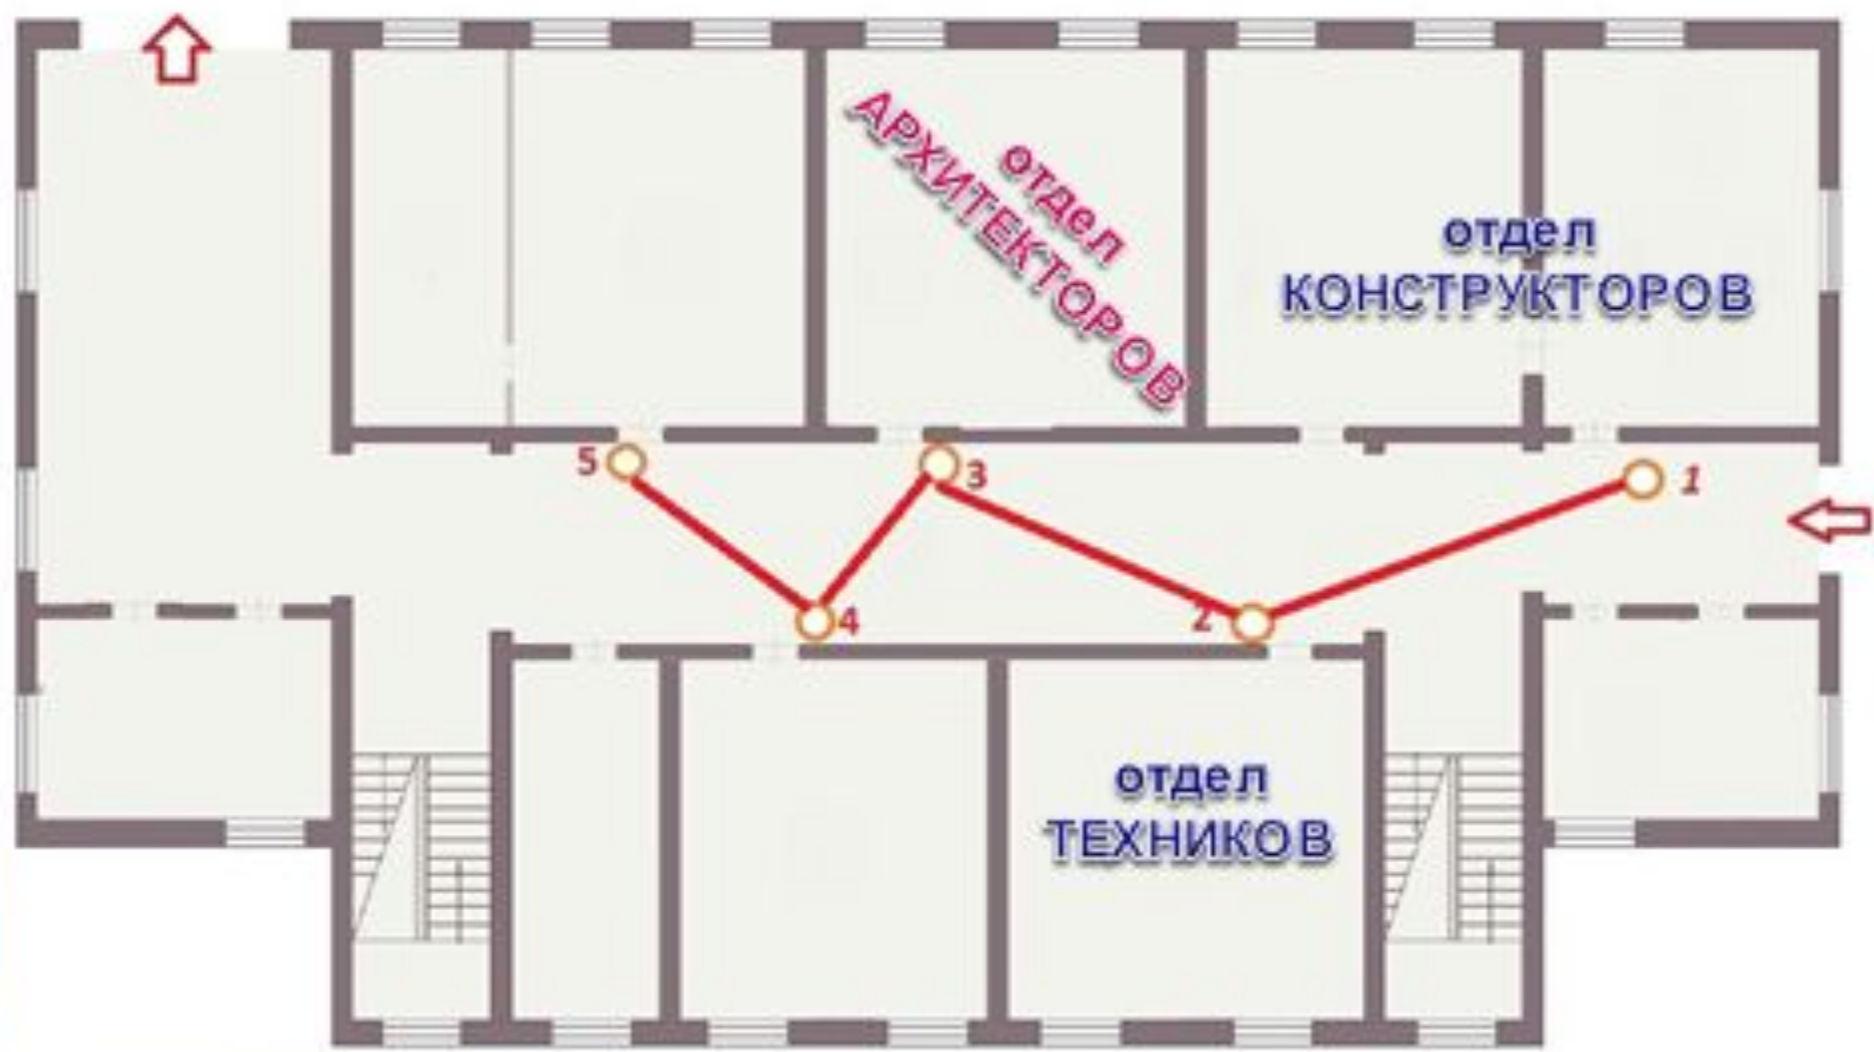 отдел
АРХИТЕКТОРОВ
отдел
КОНСТРУКТОРОВ
5
3
1
4
2
отдел
ТЕХНИКОВ